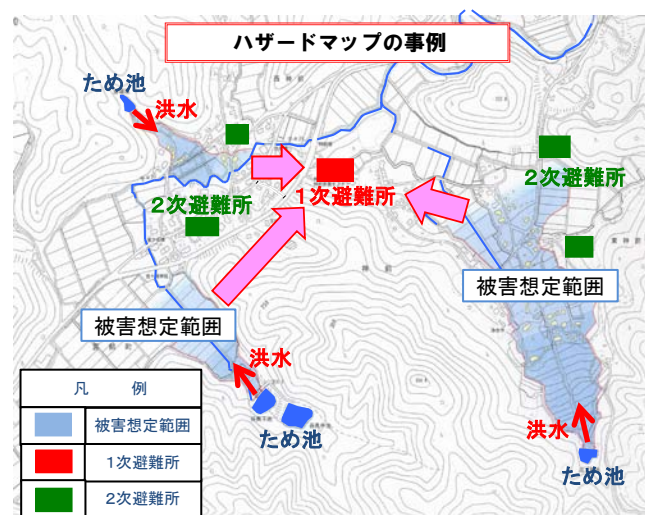 ハザードマップの事例
ため池
洪水
2次避難所
1次避難所
2次避難所
被害想定範囲
被害想定範囲
洪水
ため池
洪水
ため池
凡 例
被害想定範囲
1次避難所
2次避難所